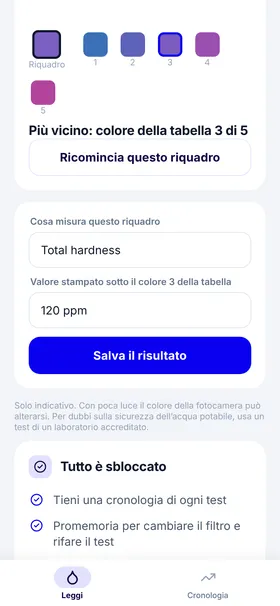 Riquadro
1
2
3
4
5
Più vicino: colore della tabella 3 di 5
Ricomincia questo riquadro
Cosa misura questo riquadro
Total hardness
Valore stampato sotto il colore 3 della tabella
120 ppm
Salva il risultato
Solo indicativo. Con poca luce il colore della fotocamera può
alterarsi. Per dubbi sulla sicurezza dell'acqua potabile, usa un
test di un laboratorio accreditato.
Tutto è sbloccato
Tieni una cronologia di ogni test
Promemoria per cambiare il filtro e
rifare il test
Leggi
Cronologia